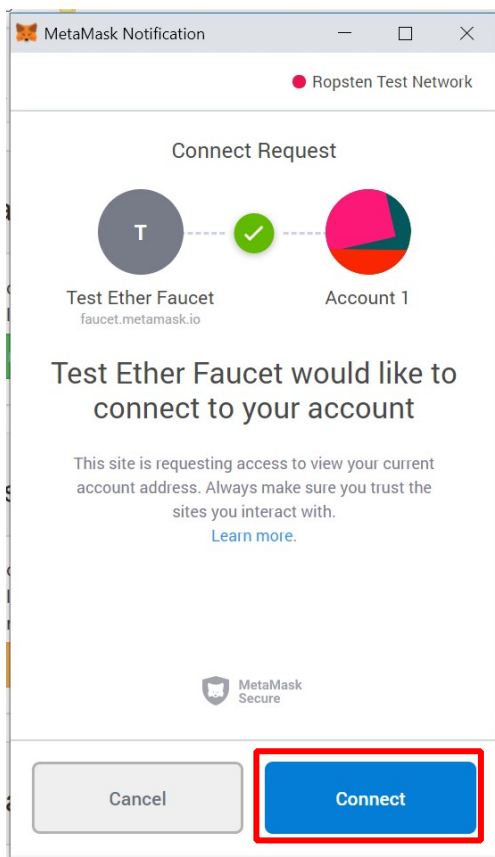 MetaMask Notification
Ropsten Test Network
Connect Request
T
Test Ether Faucet
faucet.metamask.io
Account 1
Test Ether Faucet would like to
connect to your account
This site is requesting access to view your current
account address. Always make sure you trust the
sites you interact with.
Learn more.
MetaMask
Secure
Cancel
Connect